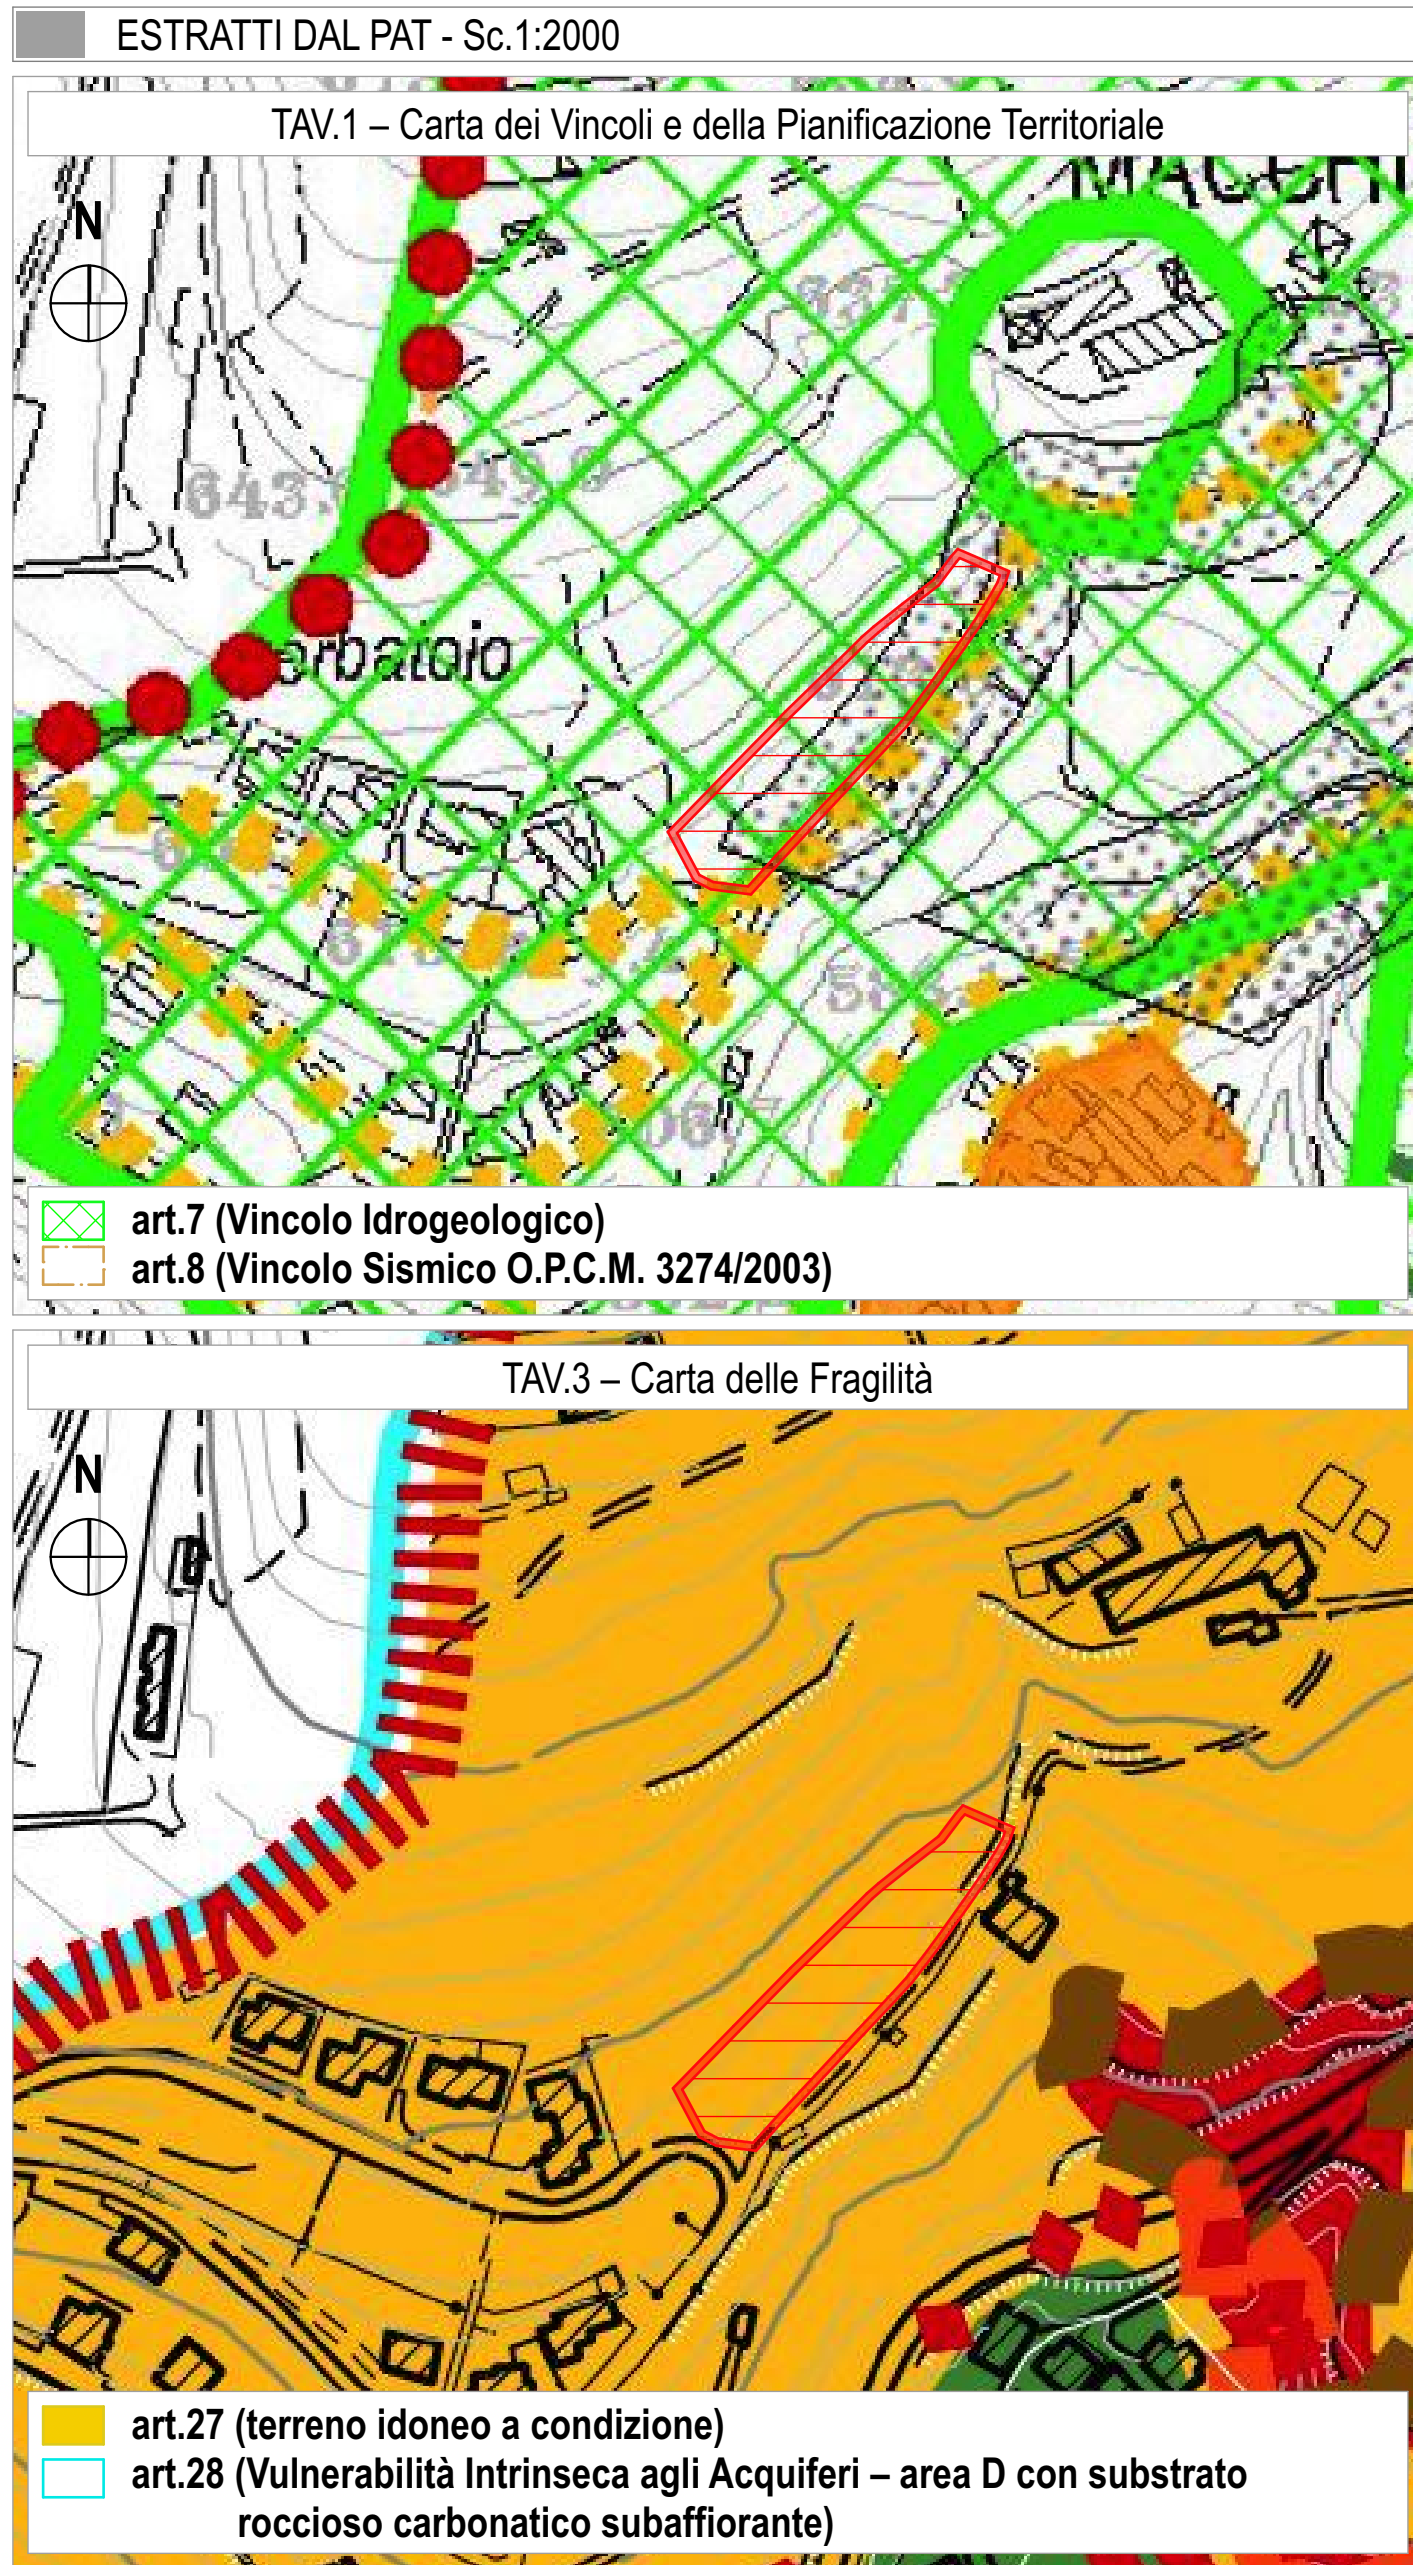 ESTRATTI DAL PAT - Sc.1:2000
TAV.1 – Carta dei Vincoli e della Pianificazione Territoriale
N
erbatoio
art.7 (Vincolo Idrogeologico)
art.8 (Vincolo Sismico O.P.C.M. 3274/2003)
TAV.3 – Carta delle Fragilità
N
art.27 (terreno idoneo a condizione)
art.28 (Vulnerabilità Intrinseca agli Acquiferi – area D con substrato
roccioso carbonatico subaffiorante)